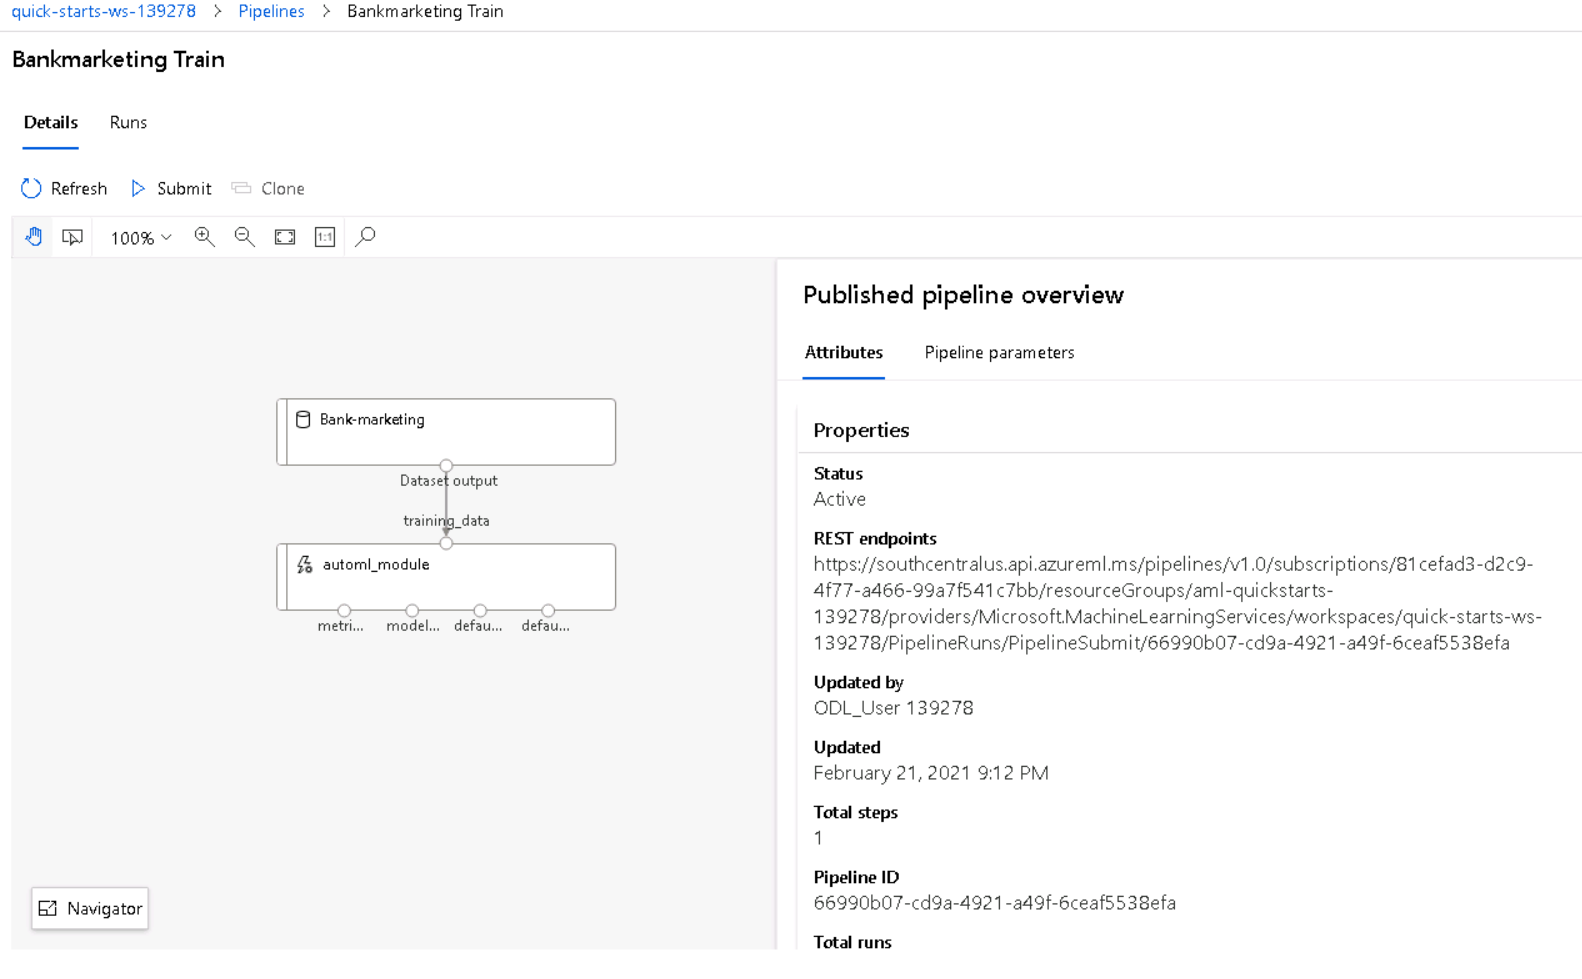 quick-starts-ws-139278 > Pipelines > Bankmarketing Train
Bankmarketing Train
Details Runs
Refresh Submit Clone
100% 1:1
Bank-marketing
Dataset output
training_data
automl_module
metri... model... defau... defau...
Navigator
Published pipeline overview
Attributes Pipeline parameters
Properties
Status
Active
REST endpoints
https://southcentralus.api.azureml.ms/pipelines/v1.0/subscriptions/81cefad3-d2c9-
4f77-a466-99a7f541c7bb/resourceGroups/aml-quickstarts-
139278/providers/Microsoft.MachineLearningServices/workspaces/quick-starts-ws-
139278/PipelineRuns/PipelineSubmit/66990b07-cd9a-4921-a49f-6ceaf5538efa
Updated by
ODL_User 139278
Updated
February 21, 2021 9:12 PM
Total steps
1
Pipeline ID
66990b07-cd9a-4921-a49f-6ceaf5538efa
Total runs